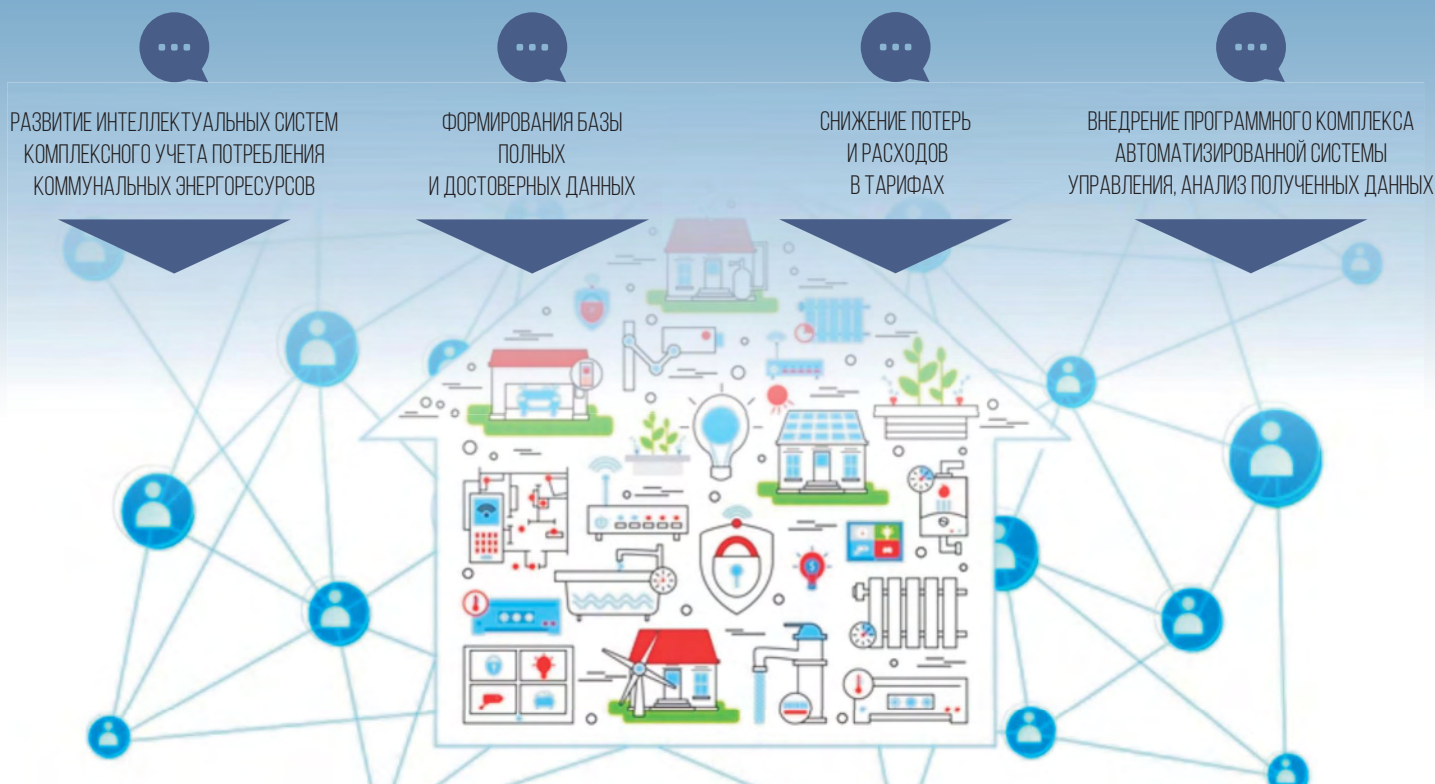 РАЗВИТИЕ ИНТЕЛЛЕКТУАЛЬНЫХ СИСТЕМ
КОМПЛЕКСНОГО УЧЕТА ПОТРЕБЛЕНИЯ
КОММУНАЛЬНЫХ ЭНЕРГОРЕСУРСОВ
ФОРМИРОВАНИЯ БАЗЫ
ПОЛНЫХ
И ДОСТОВЕРНЫХ ДАННЫХ
СНИЖЕНИЕ ПОТЕРЬ
И РАСХОДОВ
В ТАРИФАХ
ВНЕДРЕНИЕ ПРОГРАММНОГО КОМПЛЕКСА
АВТОМАТИЗИРОВАННОЙ СИСТЕМЫ
УПРАВЛЕНИЯ, АНАЛИЗ ПОЛУЧЕННЫХ ДАННЫХ